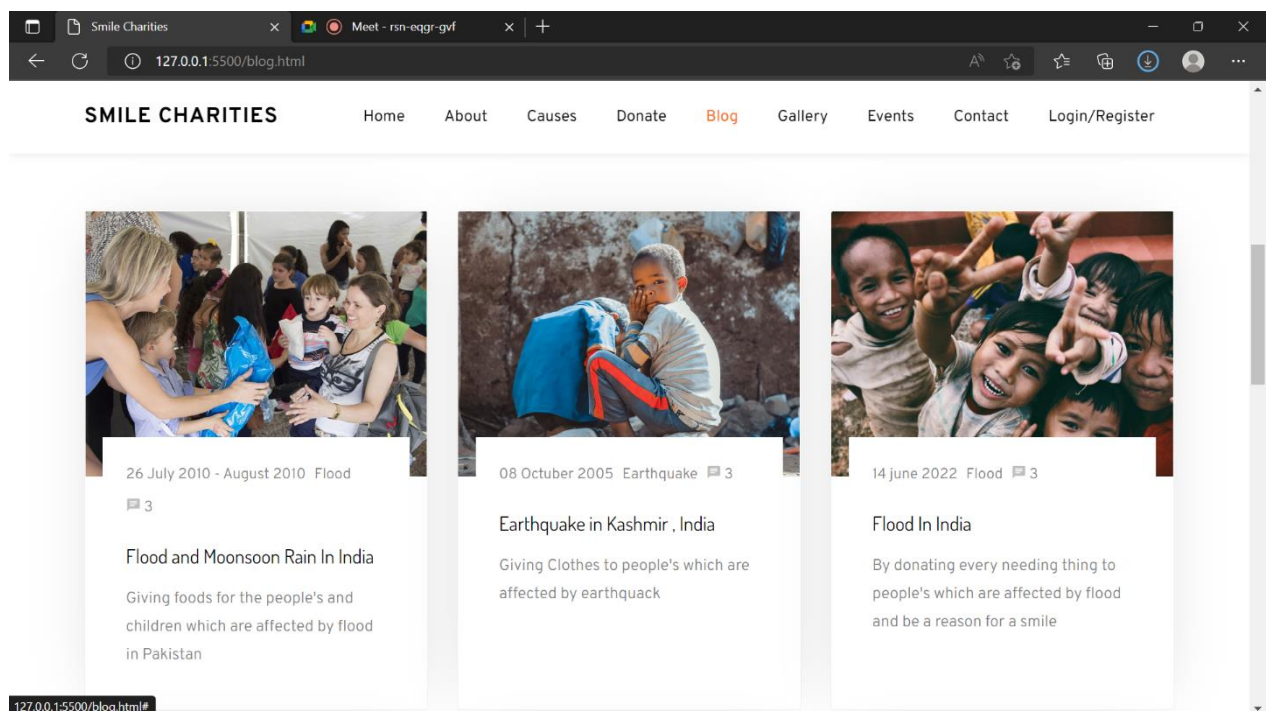 Smile Charities
Meet - rsn-eqgr-gvf
127.0.0.1:5500/blog.html
SMILE CHARITIES Home About Causes Donate Blog Gallery Events Contact Login/Register
26 July 2010 - August 2010 Flood
3
Flood and Moonsoon Rain In India
Giving foods for the people's and
children which are affected by flood
in Pakistan
08 Octuber 2005 Earthquake 3
Earthquake in Kashmir , India
Giving Clothes to people's which are
affected by earthquack
14 june 2022 Flood 3
Flood In India
By donating every needing thing to
people's which are affected by flood
and be a reason for a smile
127.0.0.1:5500/blog.html#